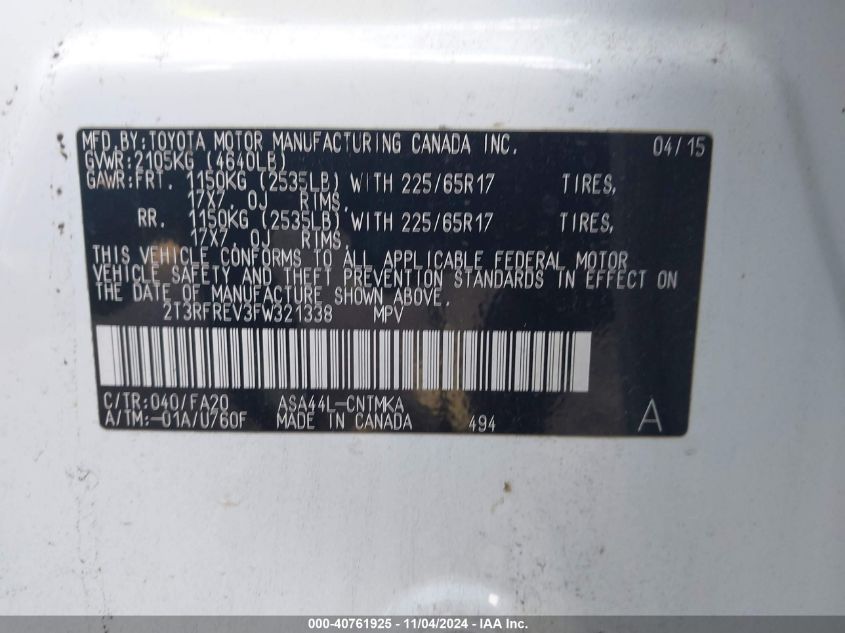 MFD.BY:TOYOTA MOTOR MANUFACTURING CANADA INC. 04/15
GVWR:2105KG (4640LB)
GAWR:FRT. 1150KG (2535LB) WITH 225/65R17 TIRES,
17X7, 0J RIMS,
RR. 1150KG (2535LB) WITH 225/65R17 TIRES,
17X7, 0J RIMS.
THIS VEHICLE CONFORMS TO ALL APPLICABLE FEDERAL MOTOR
VEHICLE SAFETY AND THEFT PREVENTION STANDARDS IN EFFECT ON
THE DATE OF MANUFACTURE SHOWN ABOVE.
2T3RFREV3FW321338 MPV
C/TR:040/FA20 ASA44L-CNTMKA
A/TM:-01A/U760F MADE IN CANADA 494 A
000-40761925 - 11/04/2024 - IAA Inc.